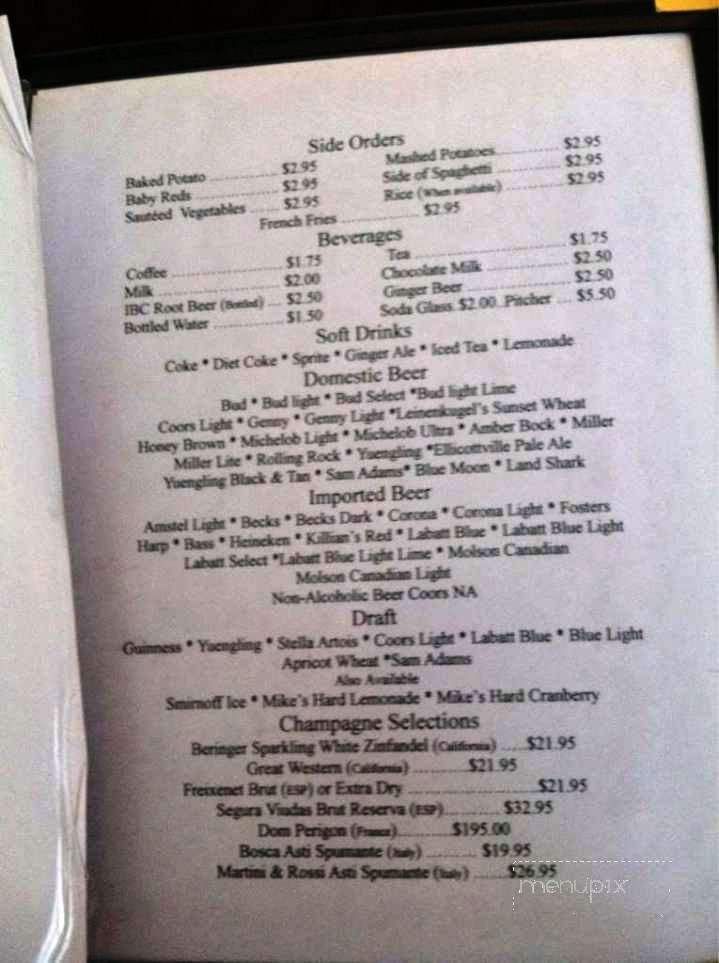 Side Orders
Baked Potato .............. $2.95 Mashed Potatoes............. $2.95
Baby Reds ................. $2.95 Side of Spaghetti ............. $2.95
Sautéed Vegetables ...... $2.95 Rice (When available) ............ $2.95
French Fries ................ $2.95
Beverages
Coffee ........................ $1.75 Tea ..................................... $1.75
Milk ........................... $2.00 Chocolate Milk ................. $2.50
IBC Root Beer (Bottled) ... $2.50 Ginger Beer ...................... $2.50
Bottled Water ............... $1.50 Soda Glass. $2.00 Pitcher ... $5.50
Soft Drinks
Coke * Diet Coke * Sprite * Ginger Ale * Iced Tea * Lemonade
Domestic Beer
Bud * Bud light * Bud Select *Bud light Lime
Coors Light * Genny * Genny Light *Leinenkugel's Sunset Wheat
Honey Brown * Michelob Light * Michelob Ultra * Amber Bock * Miller
Miller Lite * Rolling Rock * Yuengling *Ellicottville Pale Ale
Yuengling Black & Tan * Sam Adams* Blue Moon * Land Shark
Imported Beer
Amstel Light * Becks * Becks Dark * Corona * Corona Light * Fosters
Harp * Bass * Heineken * Killian's Red * Labatt Blue * Labatt Blue Light
Labatt Select *Labatt Blue Light Lime * Molson Canadian
Molson Canadian Light
Non-Alcoholic Beer Coors NA
Draft
Guinness * Yuengling * Stella Artois * Coors Light * Labatt Blue * Blue Light
Apricot Wheat *Sam Adams
Also Available
Smirnoff Ice * Mike's Hard Lemonade * Mike's Hard Cranberry
Champagne Selections
Beringer Sparkling White Zinfandel (California) .....$21.95
Great Western (California) ...........$21.95
Freixenet Brut (ESP) or Extra Dry ..........................$21.95
Segura Viudas Brut Reserva (ESP)........... $32.95
Dom Perigon (France)...........$195.00
Bosca Asti Spumante (Italy) .......... $19.95
Martini & Rossi Asti Spumante (Italy) .......$26.95
menupix